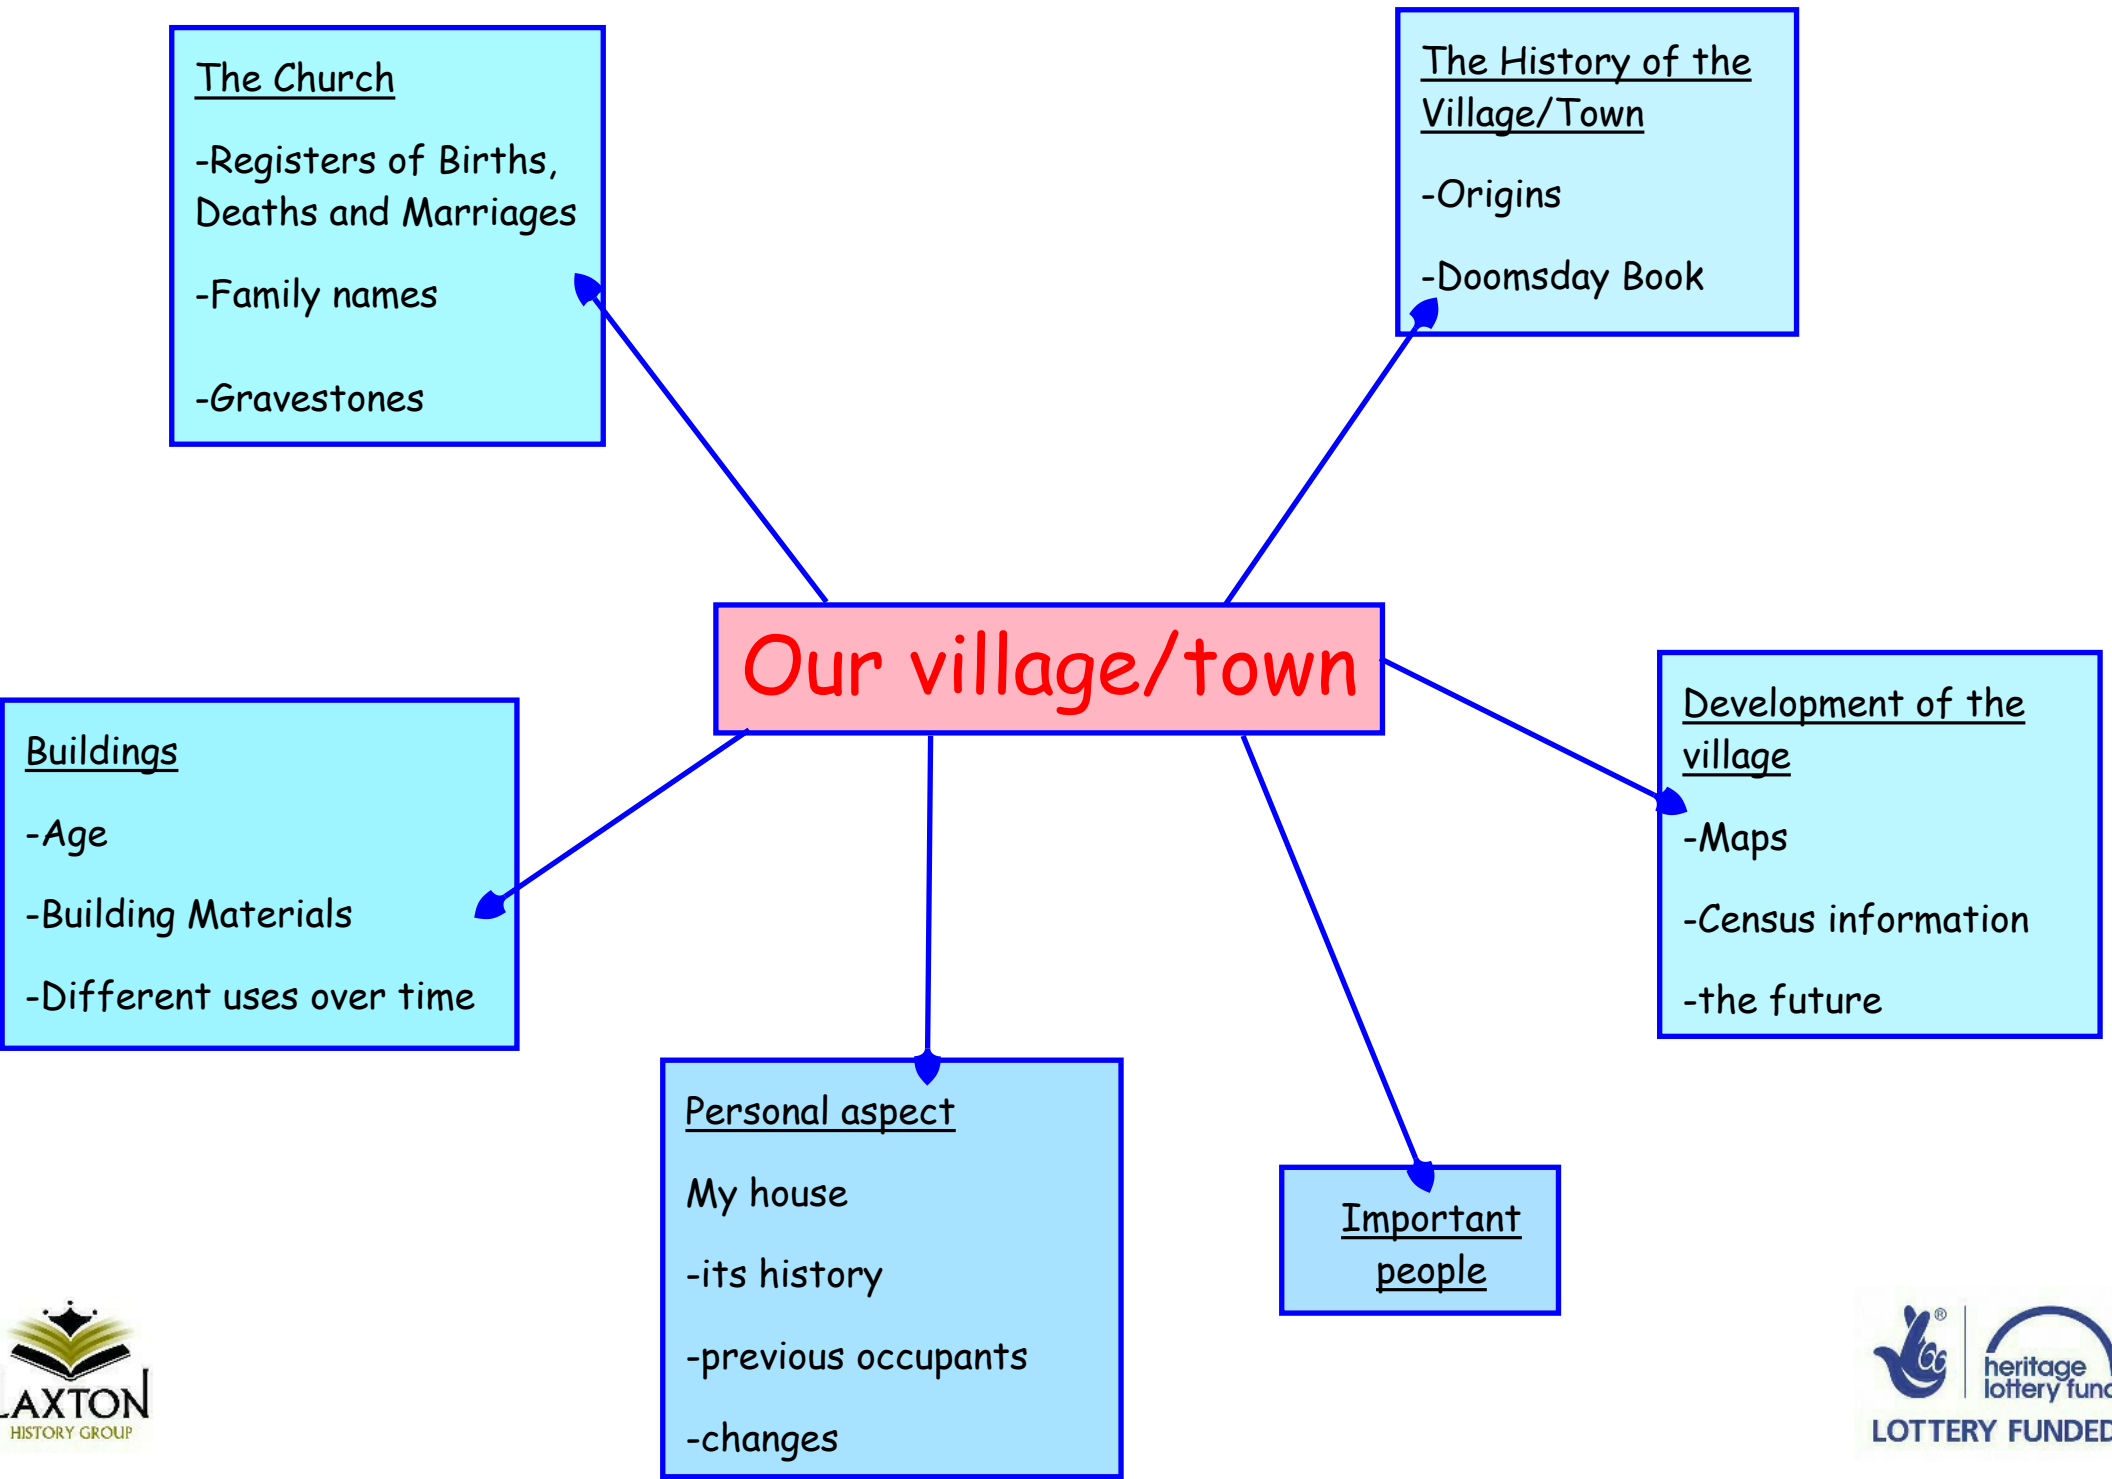 The Church
-Registers of Births,
Deaths and Marriages
-Family names
-Gravestones
The History of the
Village/Town
-Origins
-Doomsday Book
Our village/town
Buildings
-Age
-Building Materials
-Different uses over time
Development of the
village
-Maps
-Census information
-the future
Personal aspect
My house
-its history
-previous occupants
-changes
Important
people
LAXTON
HISTORY GROUP
®
heritage
lottery fund
LOTTERY FUNDED